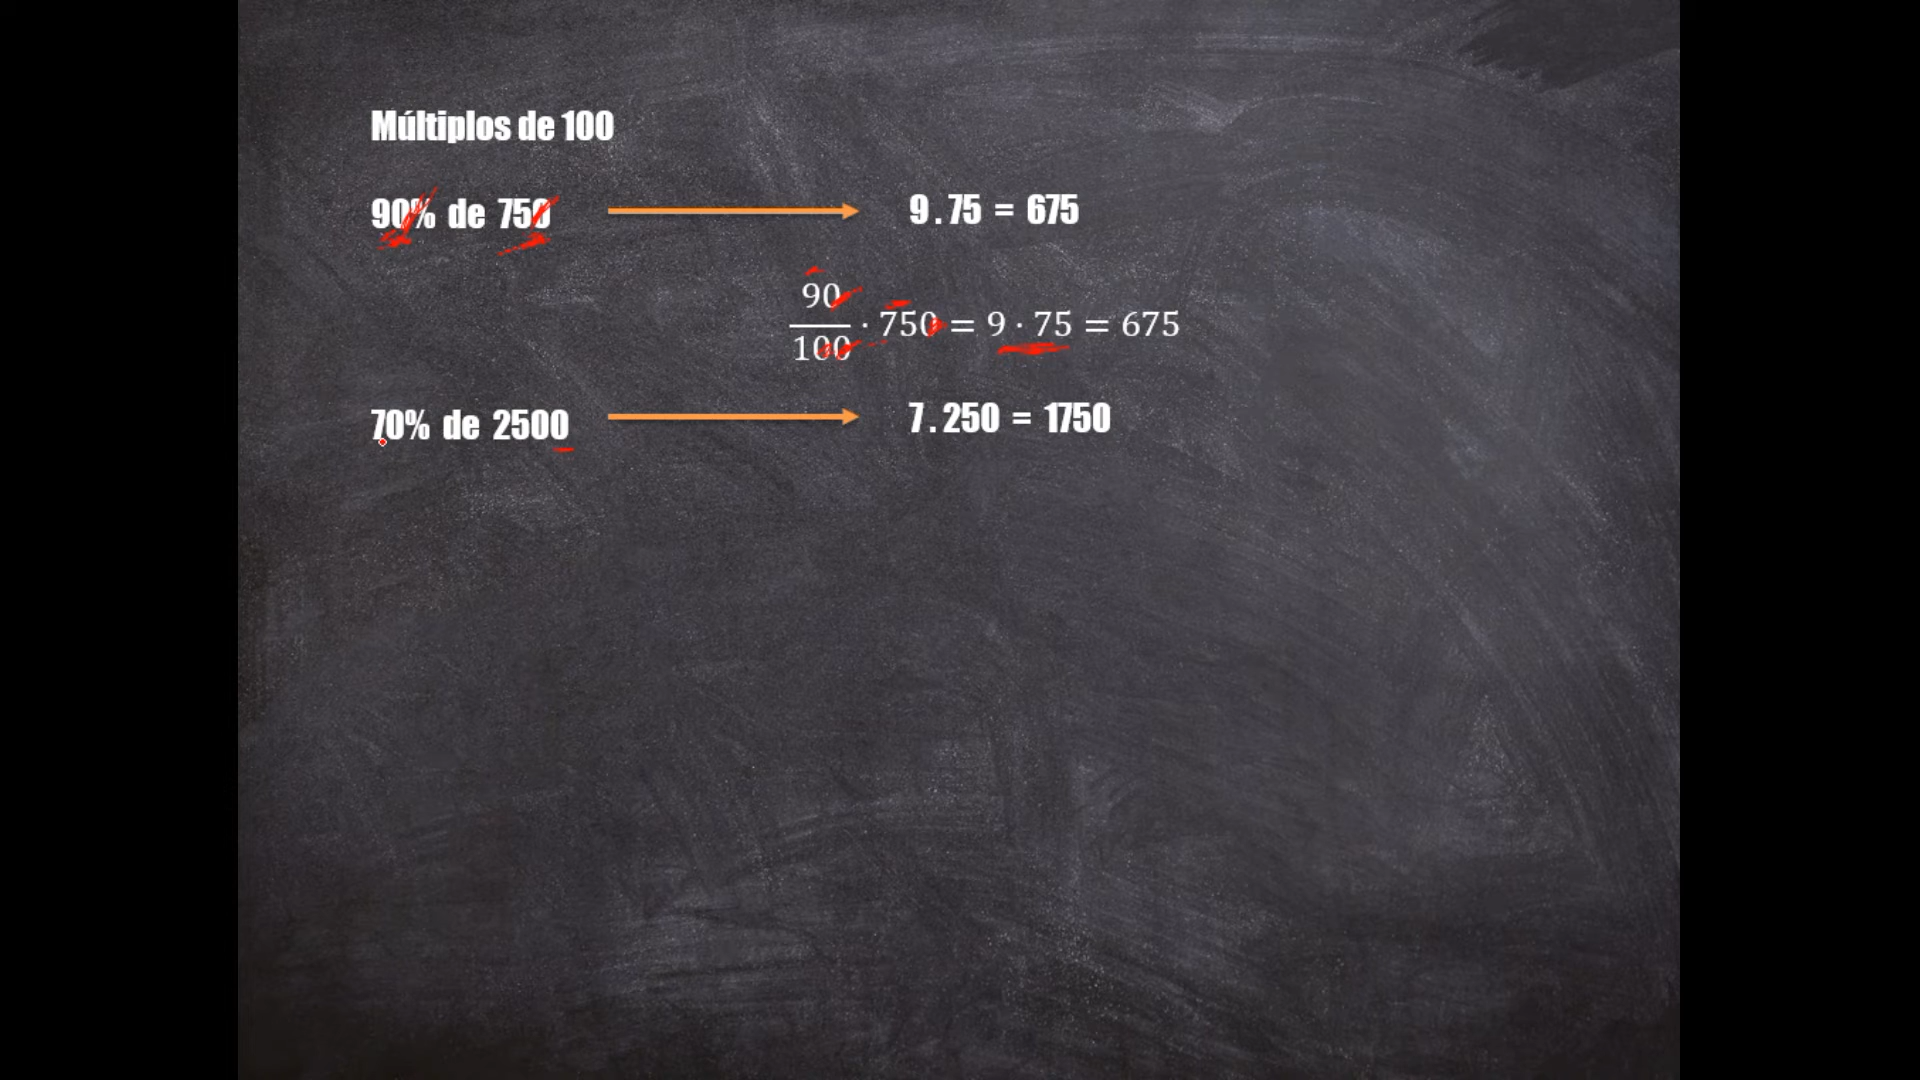 Múltiplos de 100
90% de 750 9.75 = 675
90/100 · 750 = 9 · 75 = 675
70% de 2500 7.250 = 1750